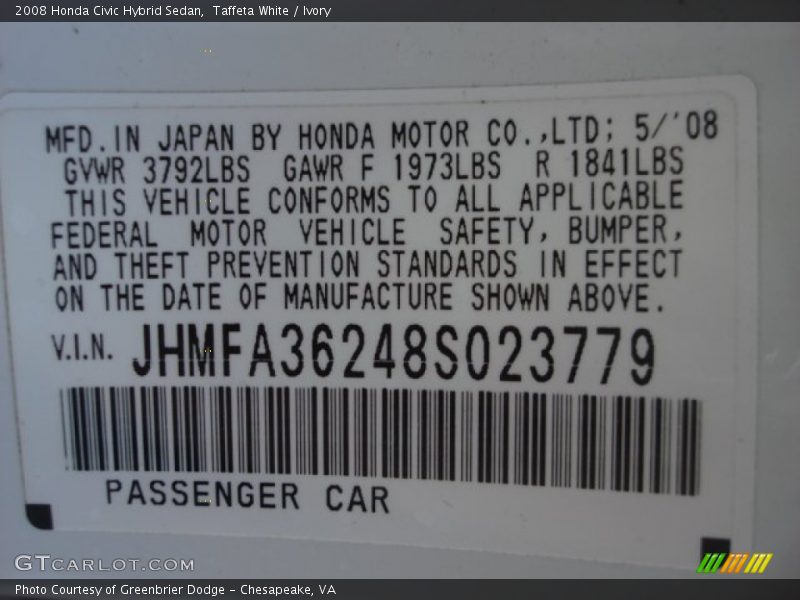 2008 Honda Civic Hybrid Sedan,  Taffeta White / Ivory
MFD. IN JAPAN BY HONDA MOTOR CO.,LTD; 5/'08
GVWR 3792LBS GAWR F 1973LBS R 1841LBS
THIS VEHICLE CONFORMS TO ALL APPLICABLE
FEDERAL MOTOR VEHICLE SAFETY, BUMPER,
AND THEFT PREVENTION STANDARDS IN EFFECT
ON THE DATE OF MANUFACTURE SHOWN ABOVE.
V.I.N. JHMFA36248S023779
PASSENGER CAR
GTCARLOT.COM
Photo Courtesy of Greenbrier Dodge - Chesapeake, VA